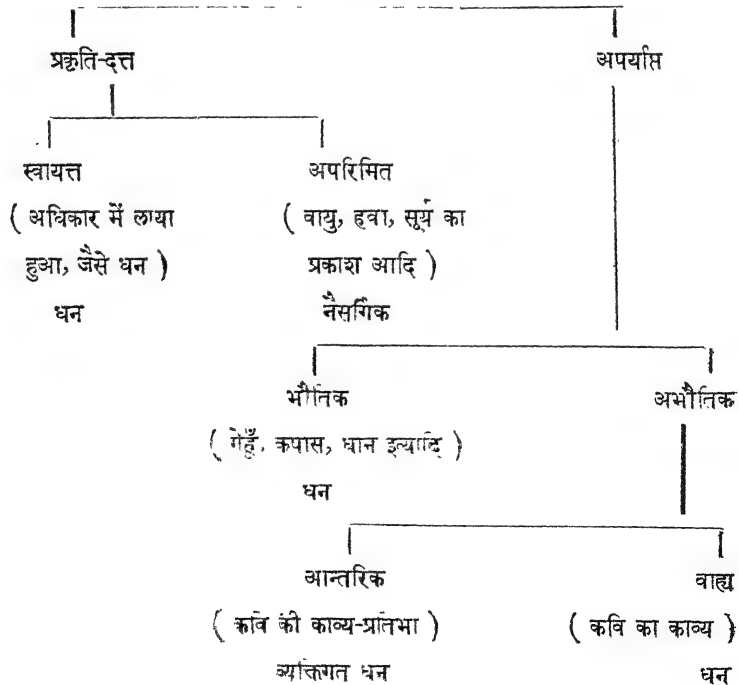 प्रकृति-दत्त अपर्याप्त
स्वायत्त अपरिमित
( अधिकार में लाया ( वायु, हवा, सूर्य का
हुआ, जैसे धन ) प्रकाश आदि )
धन नैसर्गिक
भौतिक अभौतिक
( गेहूँ, कपास, धान इत्यादि )
धन
आन्तरिक वाह्य
( कवि की काव्य-प्रतिभा ) ( कवि का काव्य )
व्यक्तिगत धन धन